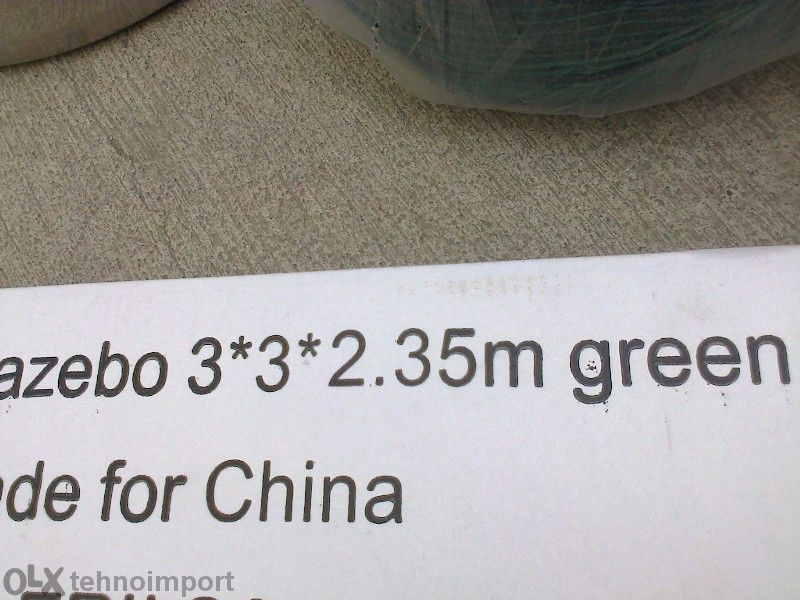 azebo 3*3*2.35m green
de for China
OLX tehnoimport